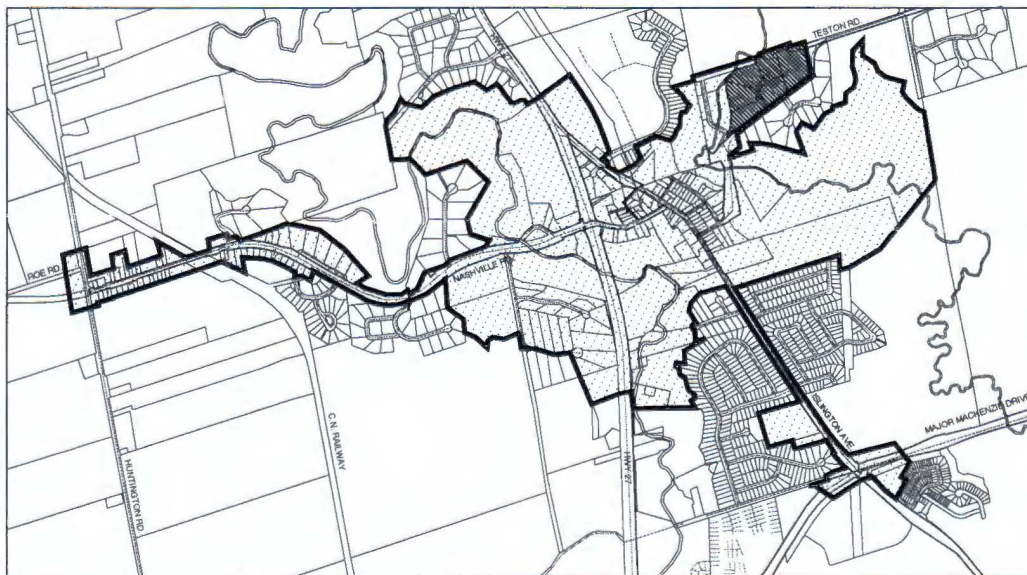 TESTON RD
ROE RD
NASHVILLE RD
ISLINGTON AVE
MAJOR MACKENZIE DRIVE
C.N. RAILWAY
HWY 27
HUNTINGTON RD